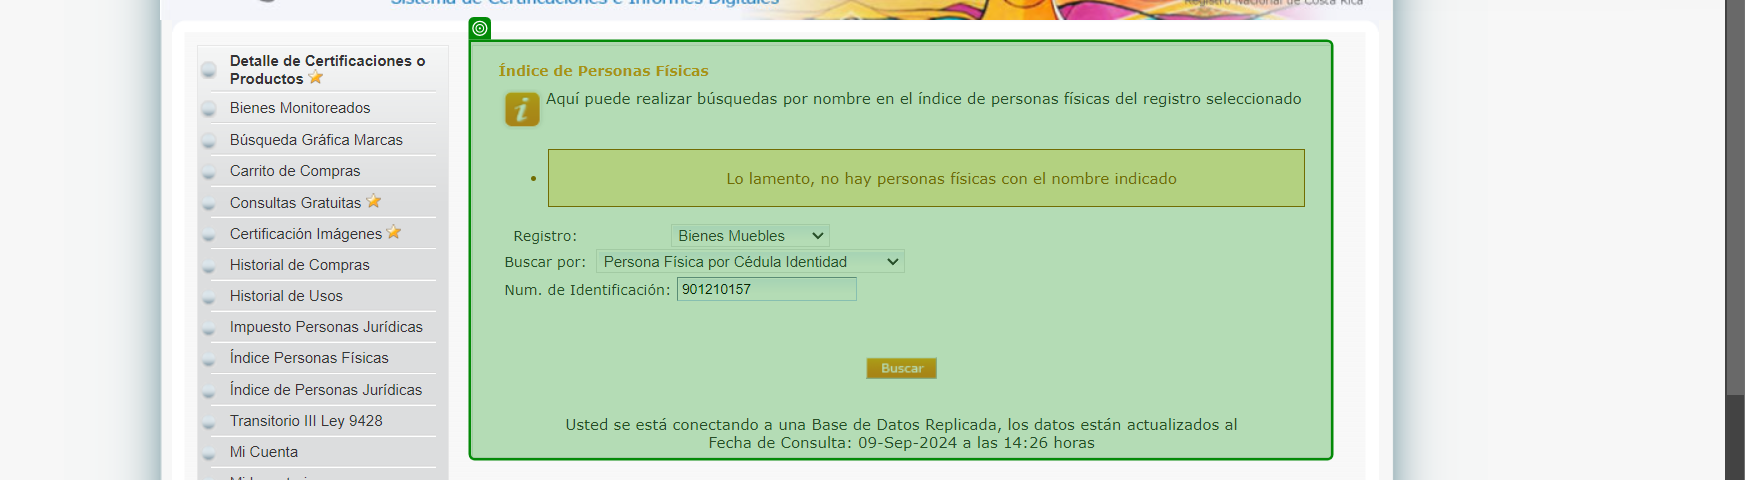 Sistema de Certificaciones e Informes Digitales
Registro Nacional de Costa Rica
Detalle de Certificaciones o
Productos
Bienes Monitoreados
Búsqueda Gráfica Marcas
Carrito de Compras
Consultas Gratuitas
Certificación Imágenes
Historial de Compras
Historial de Usos
Impuesto Personas Jurídicas
Índice Personas Físicas
Índice de Personas Jurídicas
Transitorio III Ley 9428
Mi Cuenta
Índice de Personas Físicas
Aquí puede realizar búsquedas por nombre en el índice de personas físicas del registro seleccionado
Lo lamento, no hay personas físicas con el nombre indicado
Registro: Bienes Muebles
Buscar por: Persona Física por Cédula Identidad
Num. de Identificación: 901210157
Buscar
Usted se está conectando a una Base de Datos Replicada, los datos están actualizados al
Fecha de Consulta: 09-Sep-2024 a las 14:26 horas